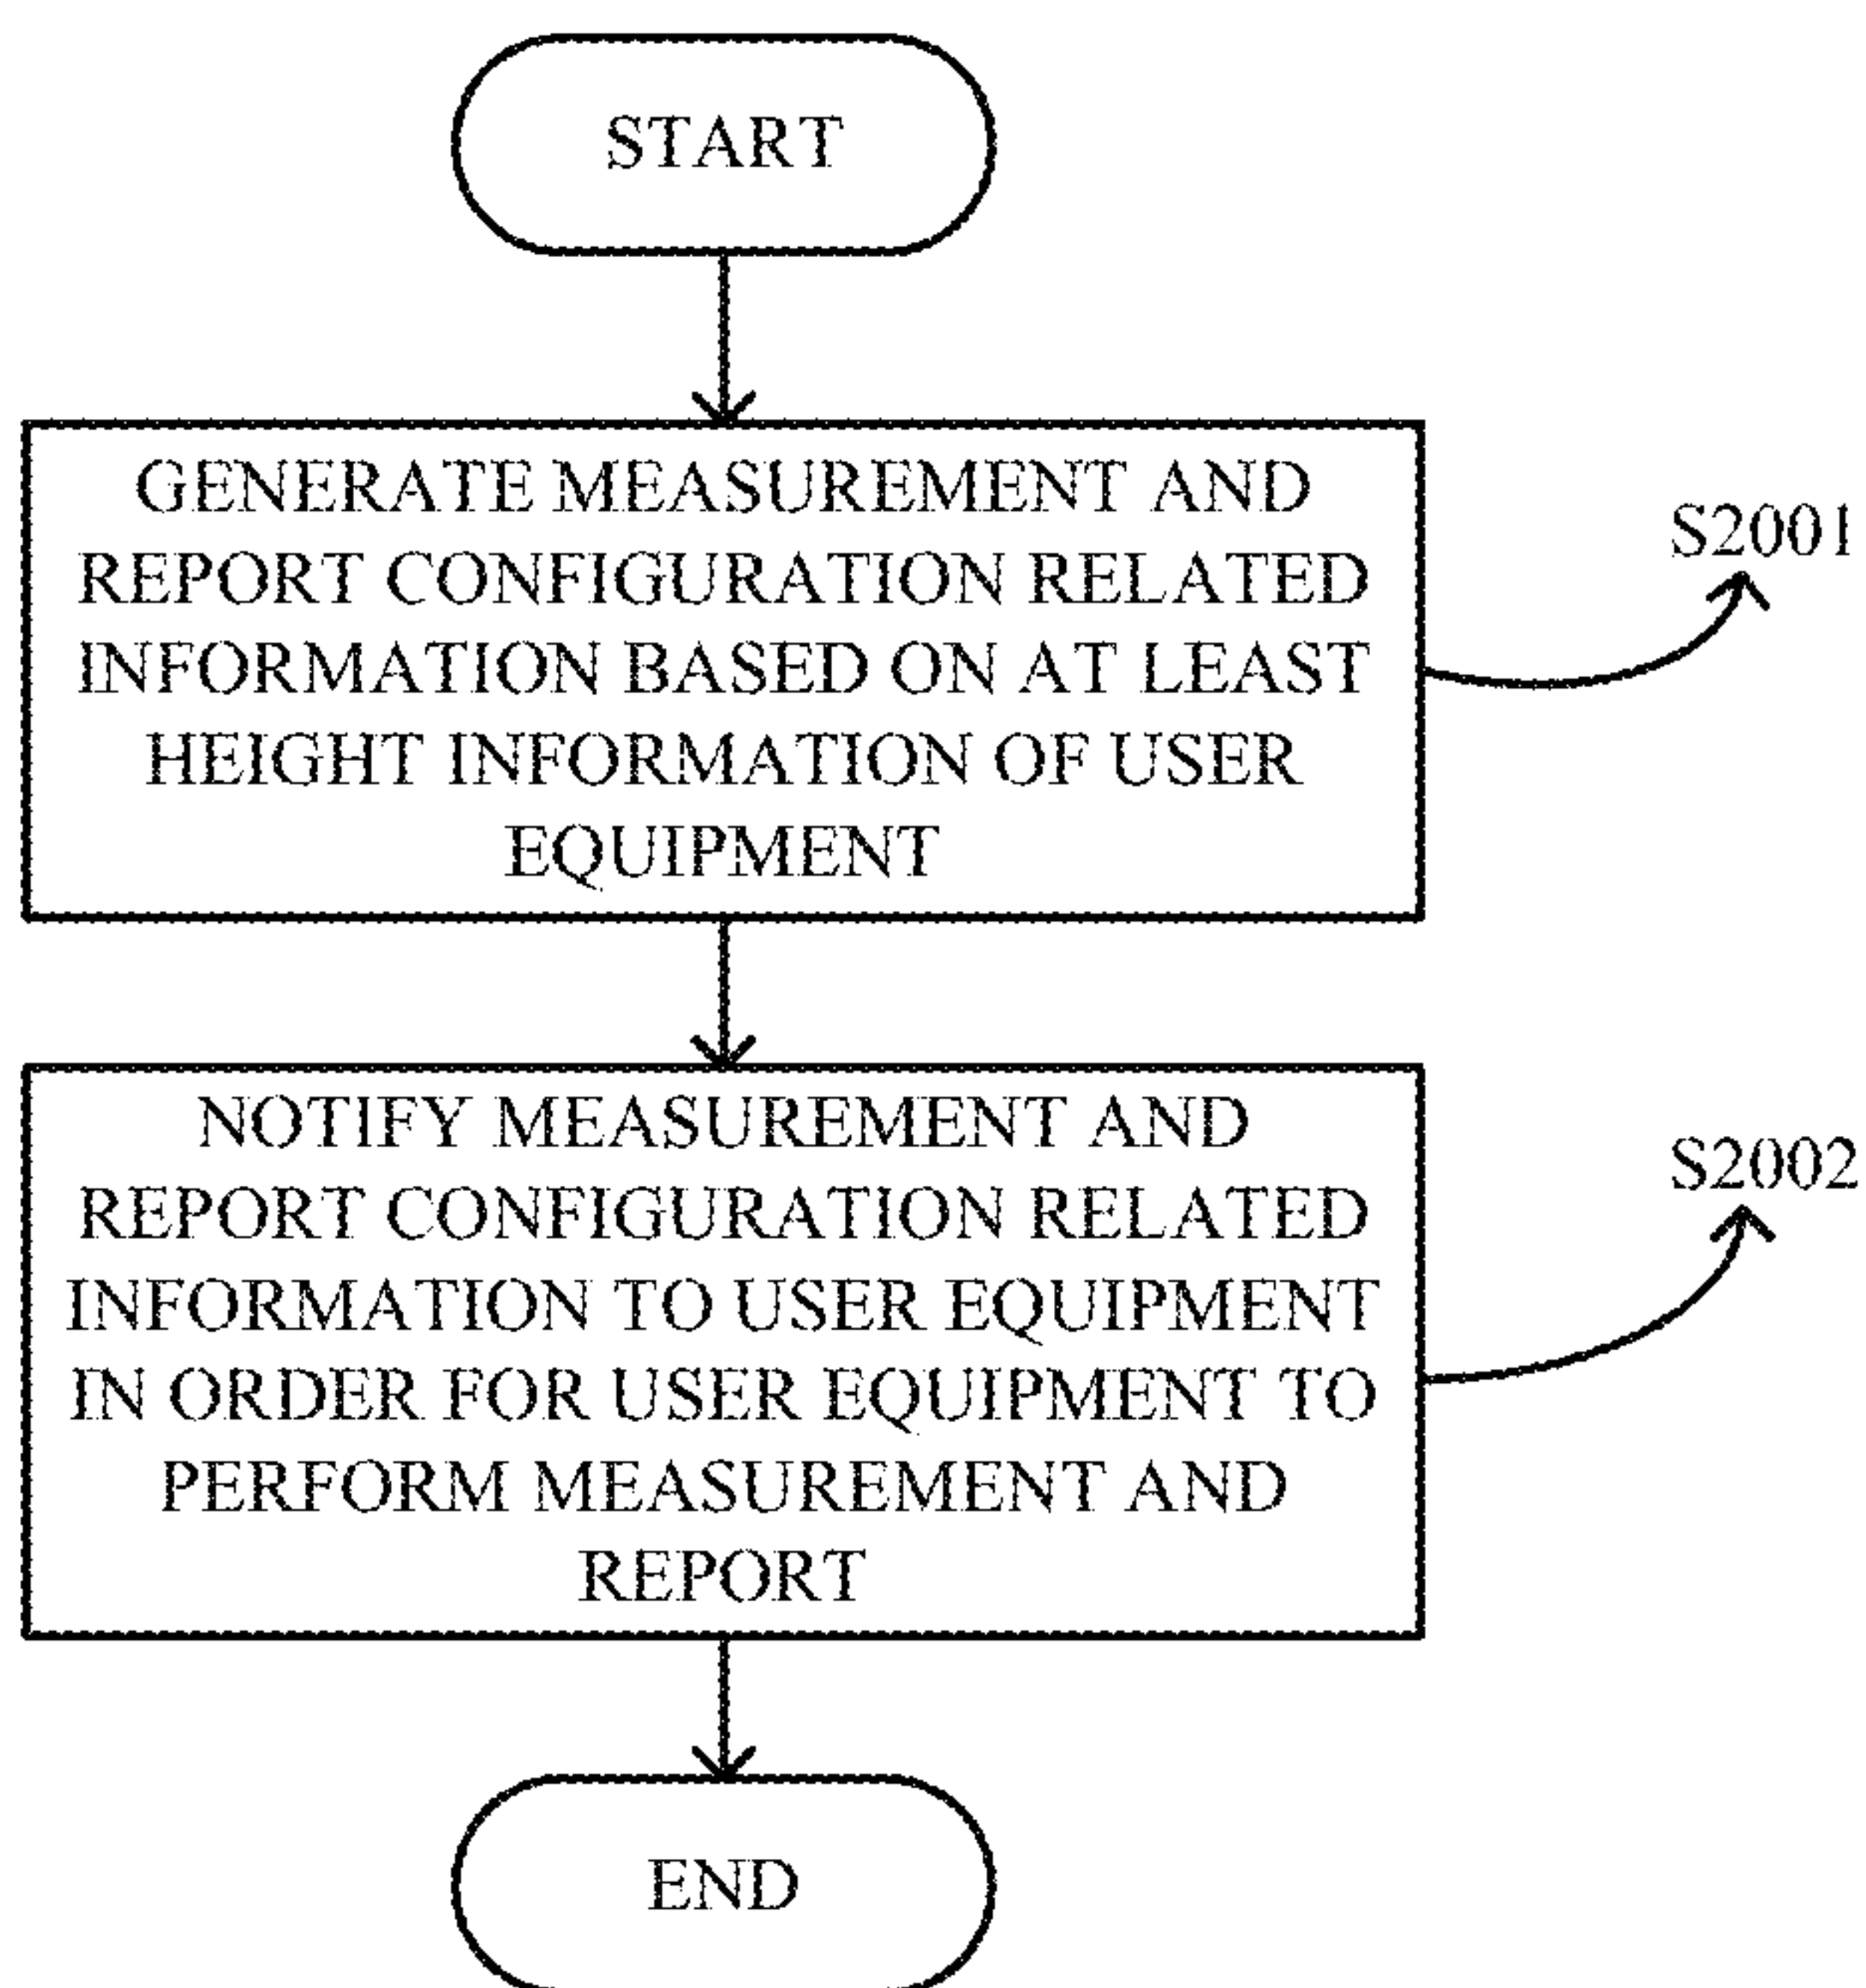 START
GENERATE MEASUREMENT AND
REPORT CONFIGURATION RELATED
INFORMATION BASED ON AT LEAST
HEIGHT INFORMATION OF USER
EQUIPMENT
S2001
NOTIFY MEASUREMENT AND
REPORT CONFIGURATION RELATED
INFORMATION TO USER EQUIPMENT
IN ORDER FOR USER EQUIPMENT TO
PERFORM MEASUREMENT AND
REPORT
S2002
END